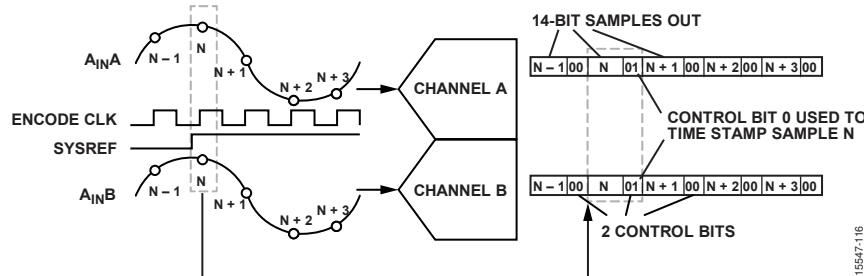 14-BIT SAMPLES OUT
AINA
N – 1
N
N + 1
N + 2
N + 3
CHANNEL A
N – 1 00 N 01 N + 1 00 N + 2 00 N + 3 00
ENCODE CLK
SYSREF
CONTROL BIT 0 USED TO
TIME STAMP SAMPLE N
AINB
N – 1
N
N + 1
N + 2
N + 3
CHANNEL B
N – 1 00 N 01 N + 1 00 N + 2 00 N + 3 00
2 CONTROL BITS
15547-116